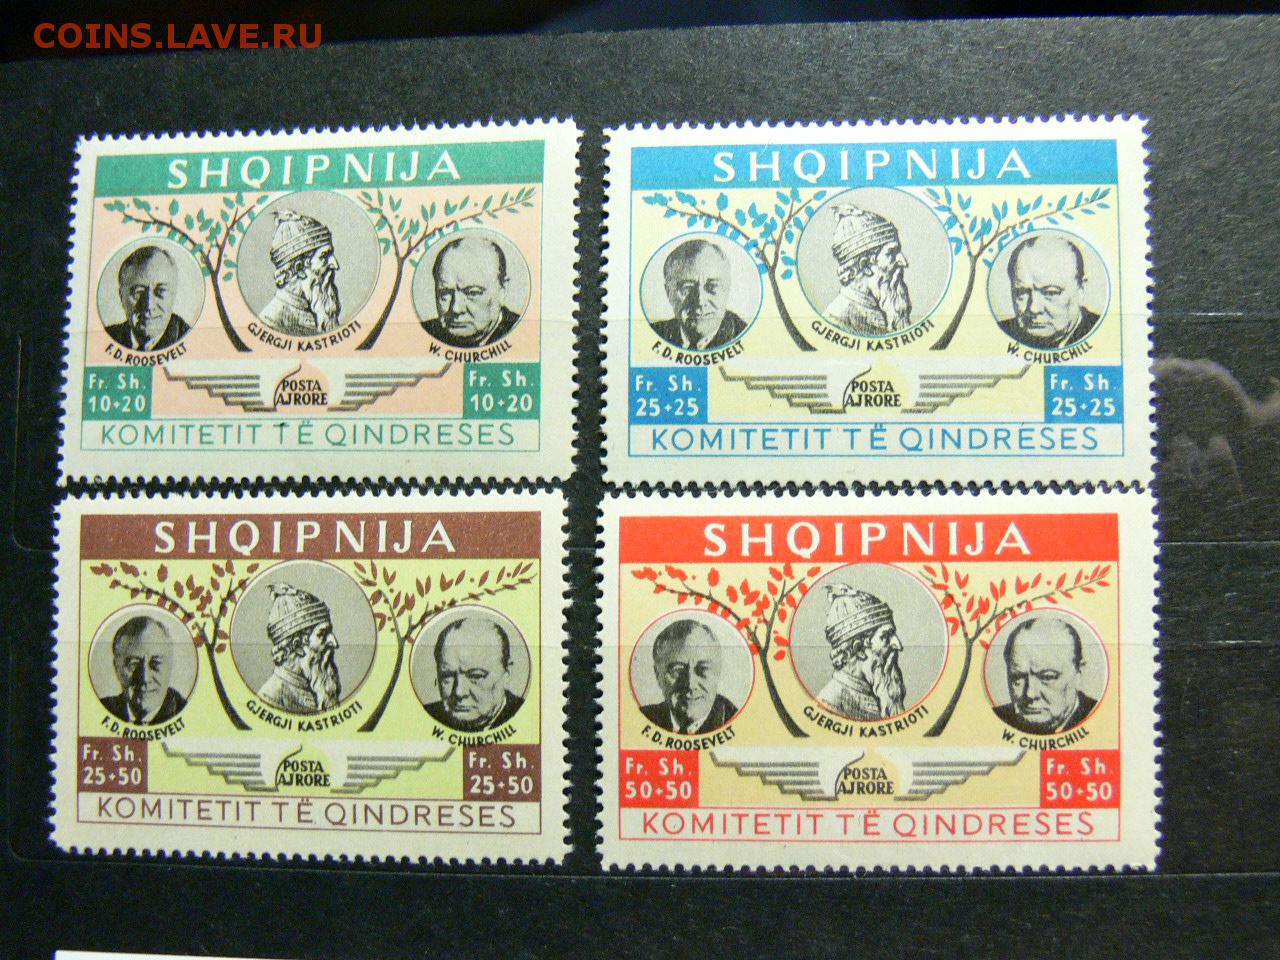 COINS.LAVE.RU
SHQIPNIJA
F.D. ROOSEVELT
GJERGJI KASTRIOTI
W. CHURCHILL
Fr. Sh.
10+20
POSTA
AJRORE
Fr. Sh.
10+20
KOMITETIT TË QINDRESES
SHQIPNIJA
F.D. ROOSEVELT
GJERGJI KASTRIOTI
W. CHURCHILL
Fr. Sh.
25+25
POSTA
AJRORE
Fr. Sh.
25+25
KOMITETIT TË QINDRESES
SHQIPNIJA
F.D. ROOSEVELT
GJERGJI KASTRIOTI
W. CHURCHILL
Fr. Sh.
25+50
POSTA
AJRORE
Fr. Sh.
25+50
KOMITETIT TË QINDRESES
SHQIPNIJA
F.D. ROOSEVELT
GJERGJI KASTRIOTI
W. CHURCHILL
Fr. Sh.
50+50
POSTA
AJRORE
Fr. Sh.
50+50
KOMITETIT TË QINDRESES